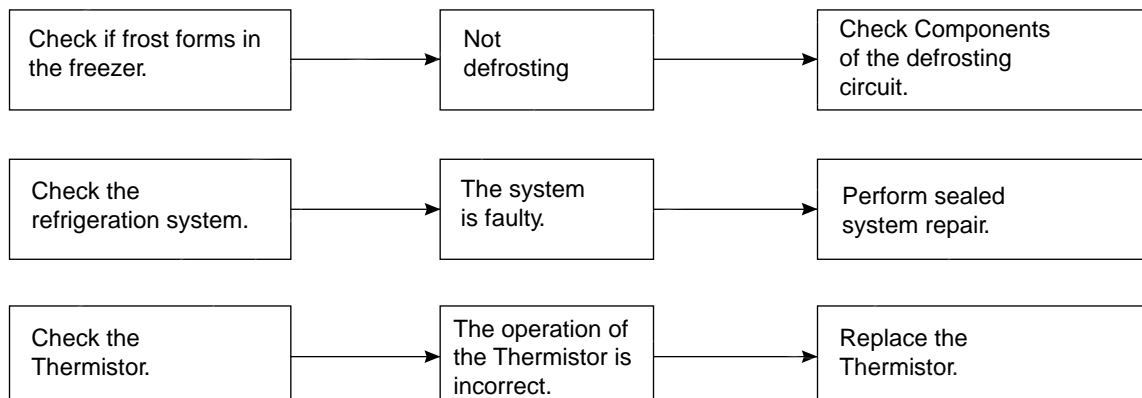 Check if frost forms in
the freezer.
Not
defrosting
Check Components
of the defrosting
circuit.
Check the
refrigeration system.
The system
is faulty.
Perform sealed
system repair.
Check the
Thermistor.
The operation of
the Thermistor is
incorrect.
Replace the
Thermistor.